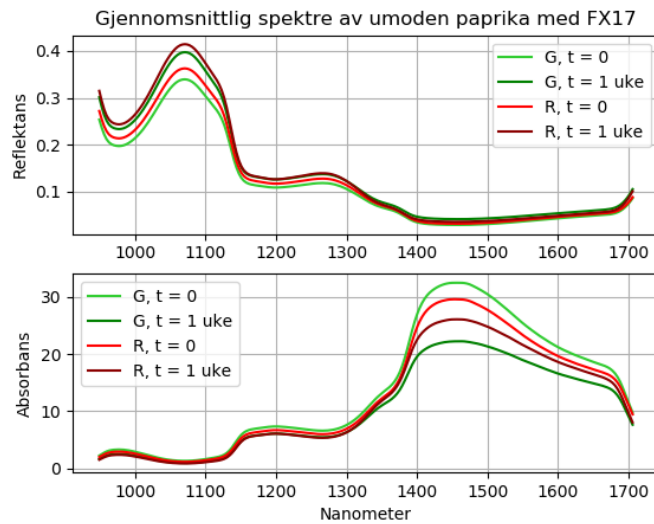 Gjennomsnittlig spektre av umoden paprika med FX17
0.4
0.3
0.2
0.1
Reflektans
G, t = 0
G, t = 1 uke
R, t = 0
R, t = 1 uke
1000 1100 1200 1300 1400 1500 1600 1700
30
20
10
0
Absorbans
G, t = 0
G, t = 1 uke
R, t = 0
R, t = 1 uke
1000 1100 1200 1300 1400 1500 1600 1700
Nanometer